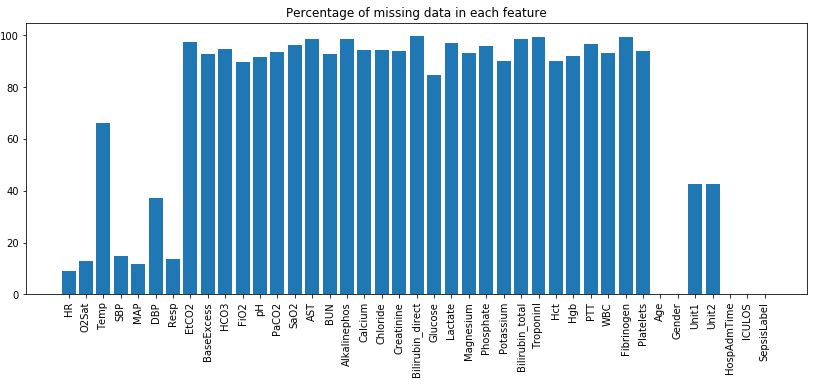 Percentage of missing data in each feature
100
80
60
40
20
0
HR
O2Sat
Temp
SBP
MAP
DBP
Resp
EtCO2
BaseExcess
HCO3
FiO2
pH
PaCO2
SaO2
AST
BUN
Alkalinephos
Calcium
Chloride
Creatinine
Bilirubin_direct
Glucose
Lactate
Magnesium
Phosphate
Potassium
Bilirubin_total
TroponinI
Hct
Hgb
PTT
WBC
Fibrinogen
Platelets
Age
Gender
Unit1
Unit2
HospAdmTime
ICULOS
SepsisLabel